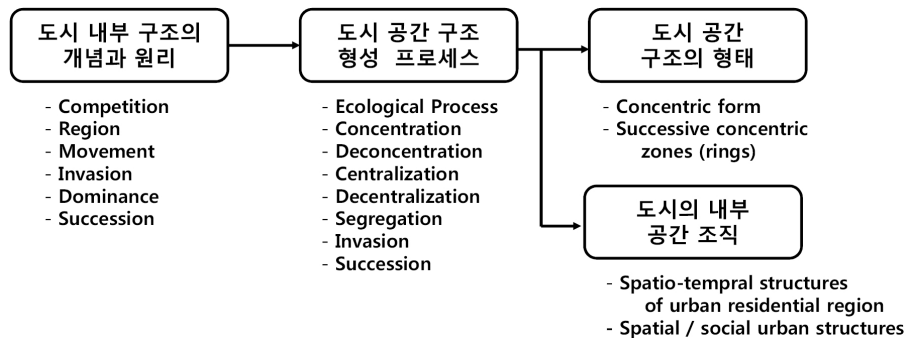 도시 내부 구조의
개념과 원리
- Competition
- Region
- Movement
- Invasion
- Dominance
- Succession
도시 공간 구조
형성 프로세스
- Ecological Process
- Concentration
- Deconcentration
- Centralization
- Decentralization
- Segregation
- Invasion
- Succession
도시 공간
구조의 형태
- Concentric form
- Successive concentric
zones (rings)
도시의 내부
공간 조직
- Spatio-tempral structures
of urban residential region
- Spatial / social urban structures